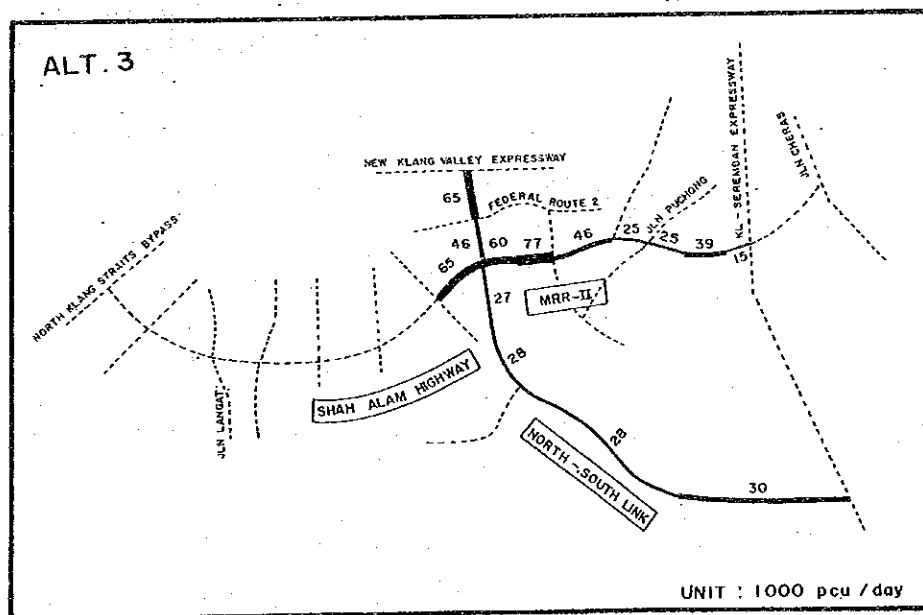 ALT. 3
NEW KLANG VALLEY EXPRESSWAY
KL - SEREMBAN EXPRESSWAY
JLN CHERAS
65
FEDERAL ROUTE 2
JLN PUCHONG
46
60
77
46
25
25
39
15
65
NORTH KLANG STRAITS BYPASS
27
MRR-II
28
SHAH ALAM HIGHWAY
JLN LANGAT
28
NORTH - SOUTH LINK
30
UNIT : 1000 pcu / day